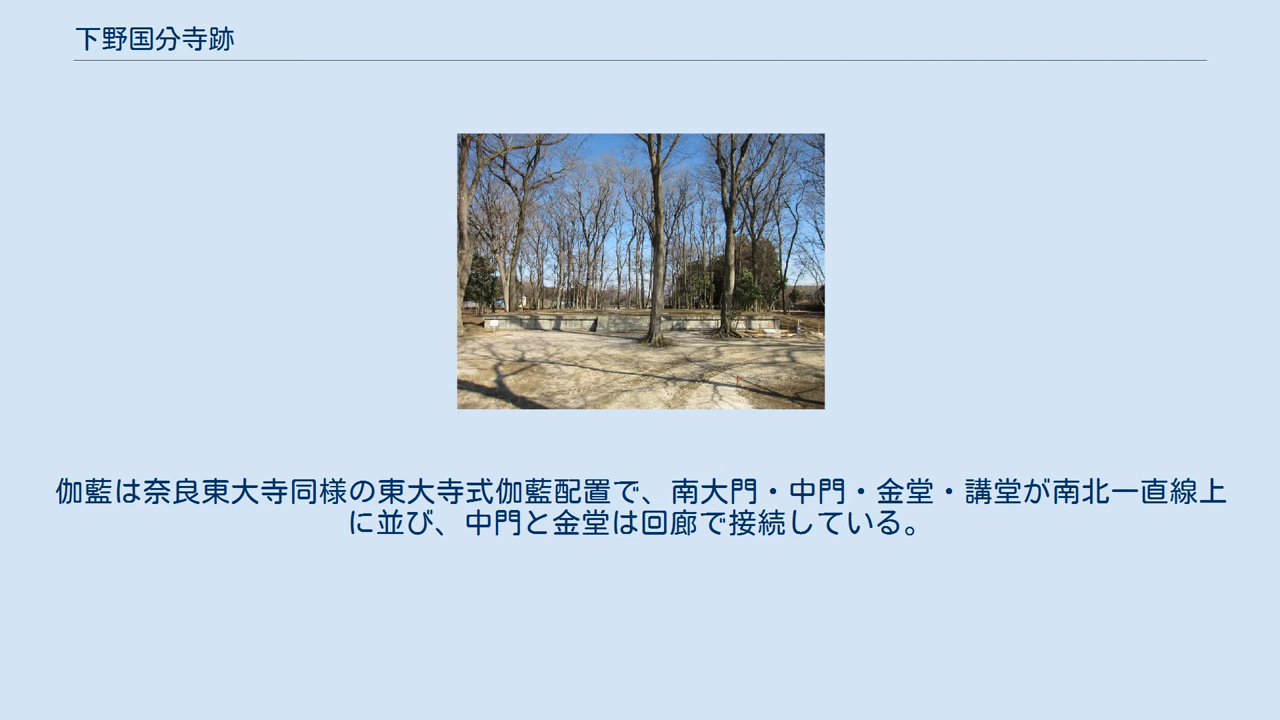 下野国分寺跡
伽藍は奈良東大寺同様の東大寺式伽藍配置で、南大門・中門・金堂・講堂が南北一直線上
に並び、中門と金堂は回廊で接続している。